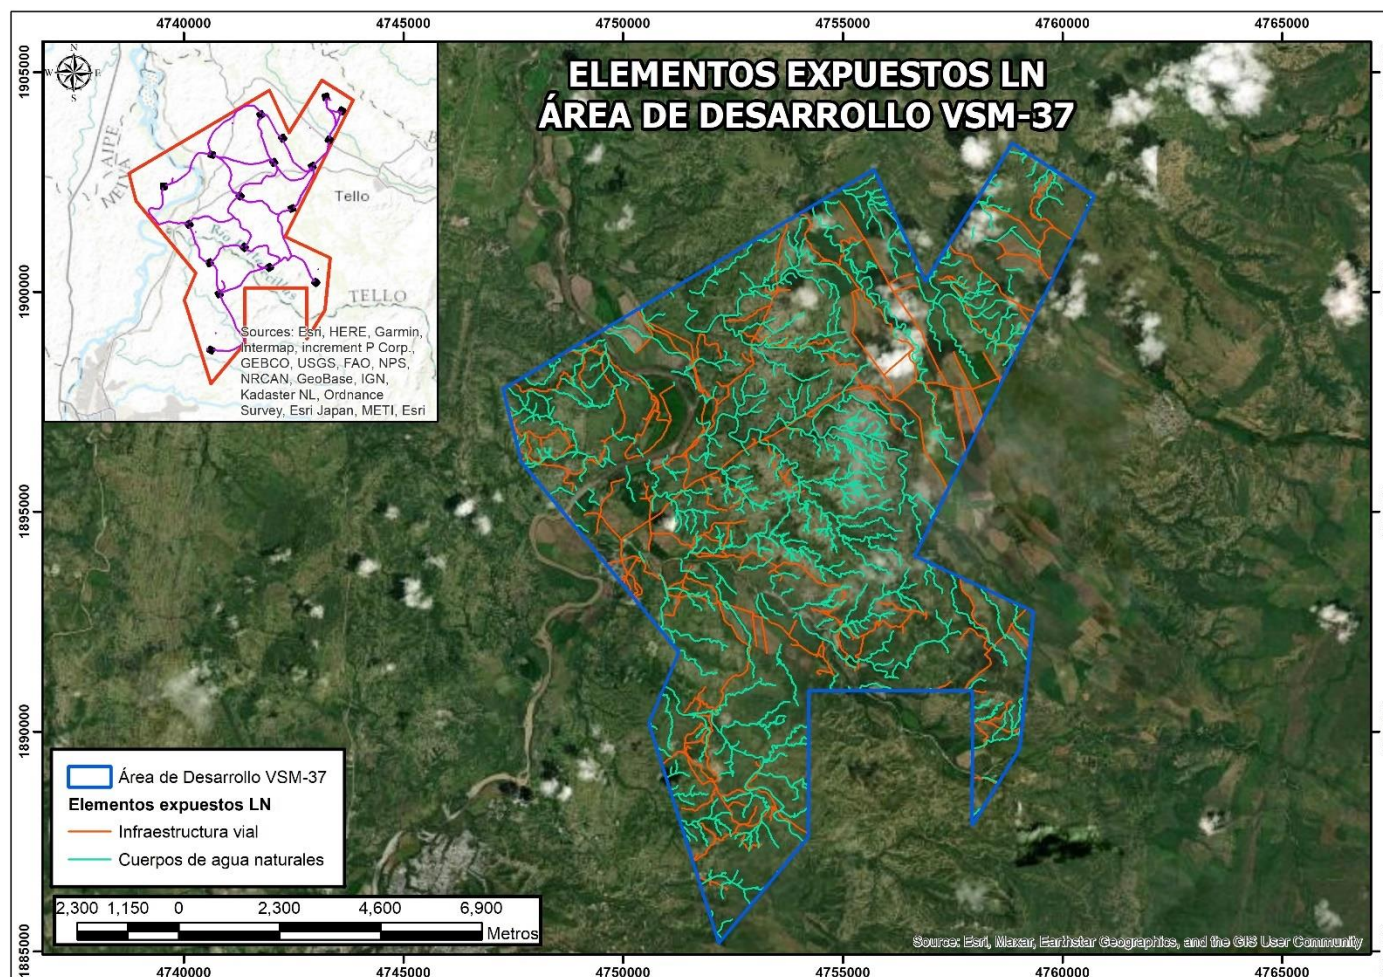 4740000 4745000 4750000 4755000 4760000 4765000
1905000
1900000
1895000
1890000
1885000
ELEMENTOS EXPUESTOS LN
ÁREA DE DESARROLLO VSM-37
N
W E
S
AIPE
NEIVA
Tello
TELLO
Sources: Esri, HERE, Garmin,
Intermap, increment P Corp.,
GEBCO, USGS, FAO, NPS,
NRCAN, GeoBase, IGN,
Kadaster NL, Ordnance
Survey, Esri Japan, METI, Esri
Área de Desarrollo VSM-37
Elementos expuestos LN
Infraestructura vial
Cuerpos de agua naturales
2,300 1,150 0 2,300 4,600 6,900
Metros
Source: Esri, Maxar, Earthstar Geographics, and the GIS User Community
4740000 4745000 4750000 4755000 4760000 4765000